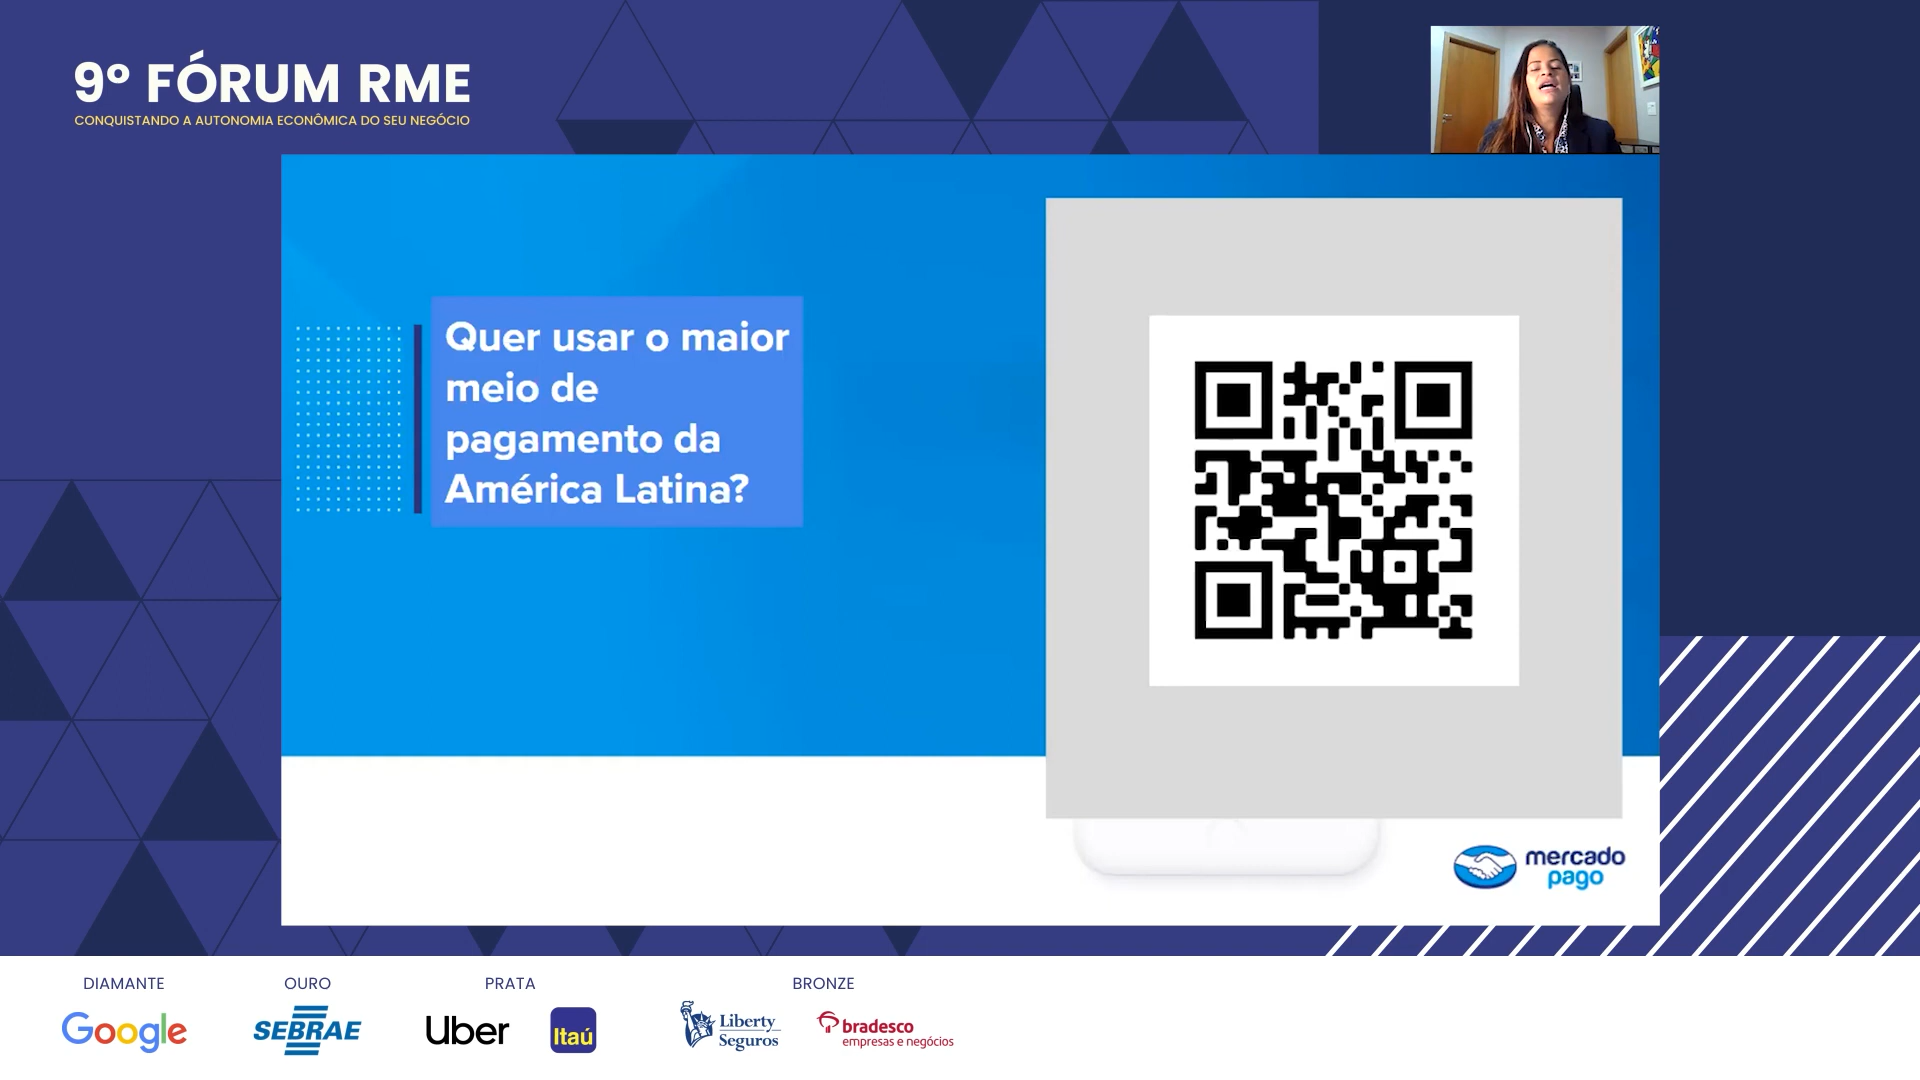 9º FÓRUM RME
CONQUISTANDO A AUTONOMIA ECONÔMICA DO SEU NEGÓCIO
Quer usar o maior
meio de
pagamento da
América Latina?
mercado
pago
DIAMANTE
OURO
PRATA
BRONZE
Google
SEBRAE
Uber
Itaú
Liberty
Seguros
bradesco
empresas e negócios